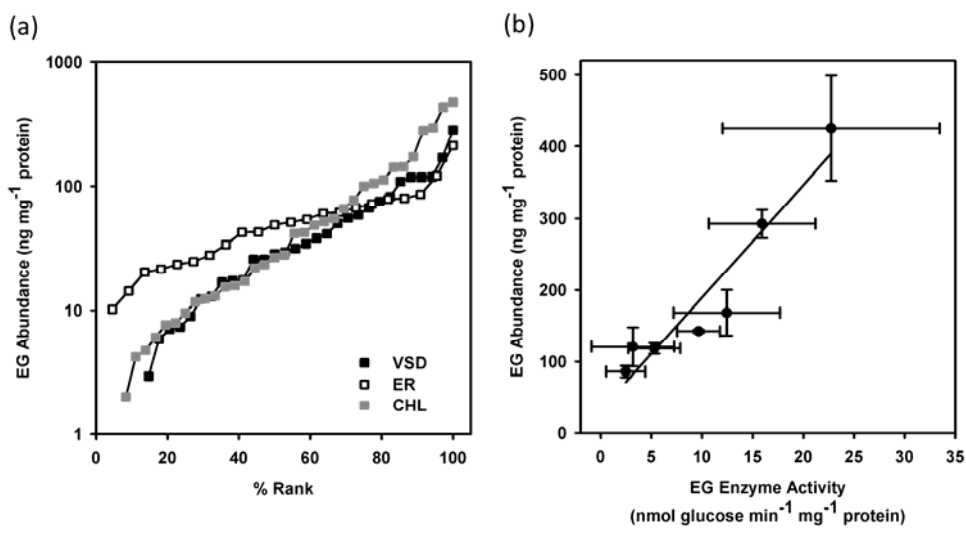 (a)
(b)
EG Abundance (ng mg-1 protein)
1000
100
10
1
0
20
40
60
80
100
% Rank
VSD
ER
CHL
EG Abundance (ng mg-1 protein)
500
400
300
200
100
0
0
5
10
15
20
25
30
35
EG Enzyme Activity
(nmol glucose min-1 mg-1 protein)